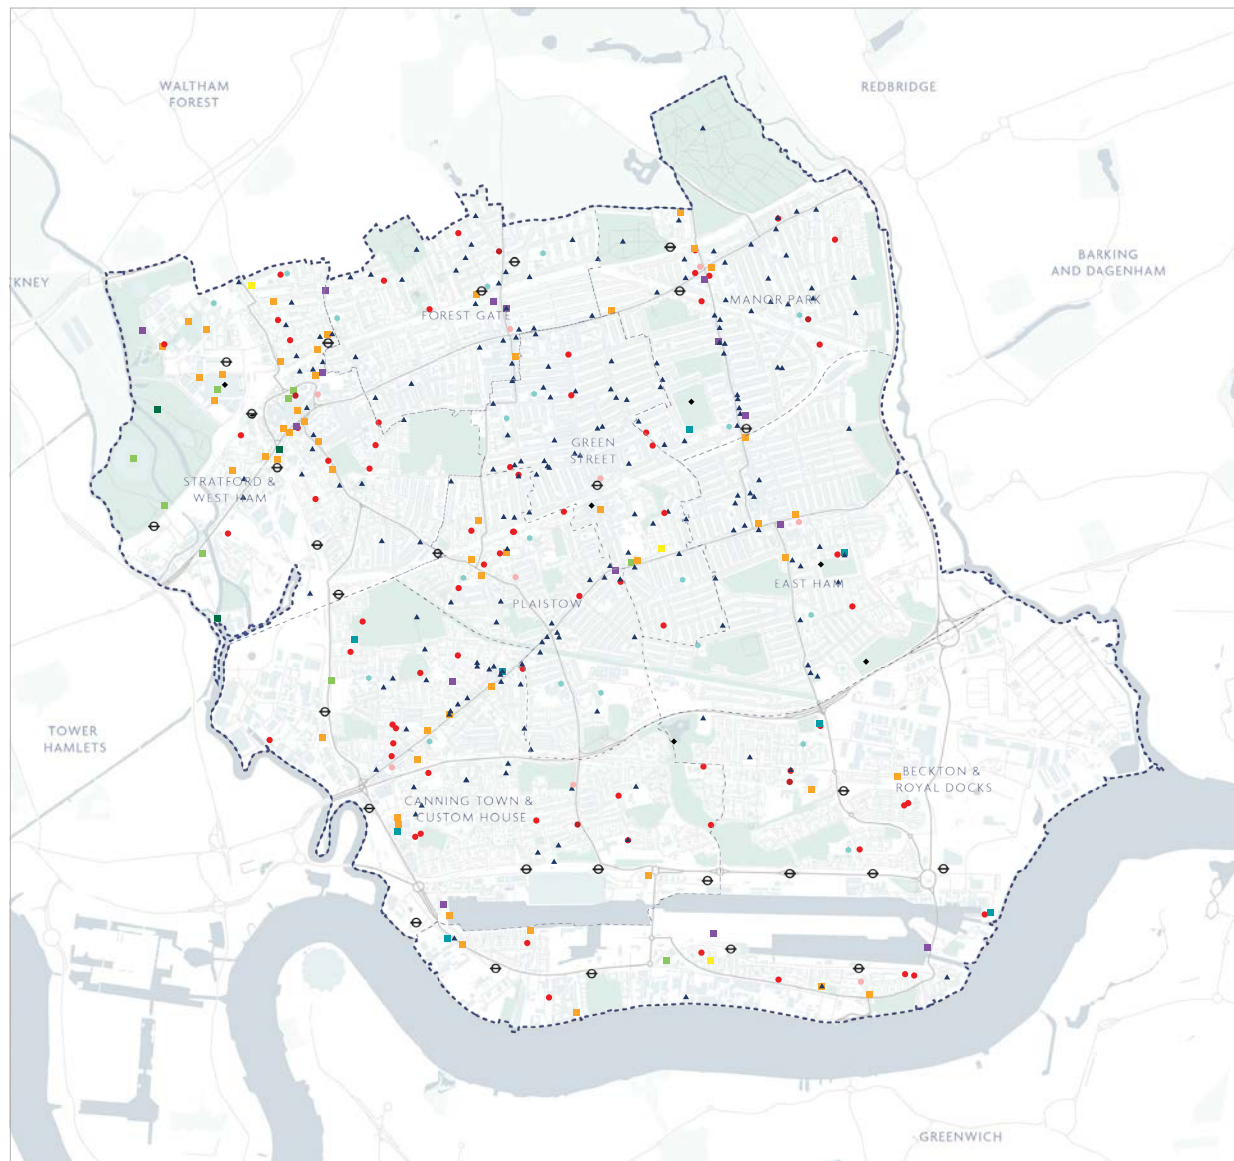 WALTHAM
FOREST
REDBRIDGE
BARKING
AND DAGENHAM
CKNEY
MANOR PARK
FOREST GATE
GREEN
STREET
STRATFORD &
WEST HAM
EAST HAM
PLAISTOW
TOWER
HAMLETS
BECKTON &
ROYAL DOCKS
CANNING TOWN &
CUSTOM HOUSE
GREENWICH